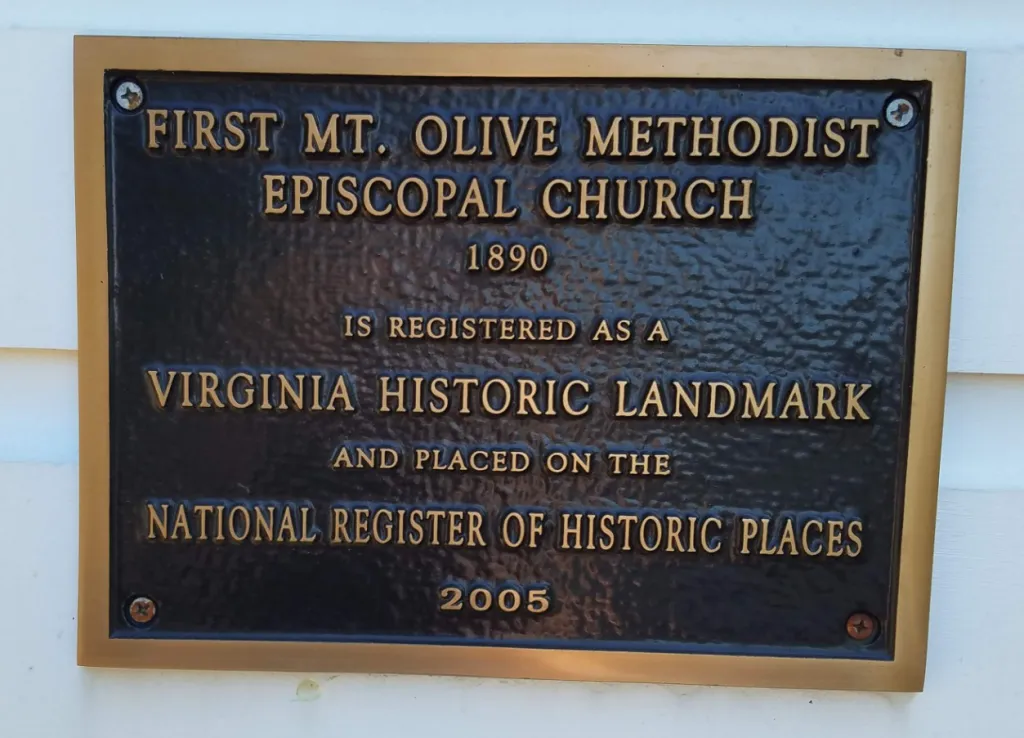 FIRST MT. OLIVE METHODIST
EPISCOPAL CHURCH
1890
IS REGISTERED AS A
VIRGINIA HISTORIC LANDMARK
AND PLACED ON THE
NATIONAL REGISTER OF HISTORIC PLACES
2005